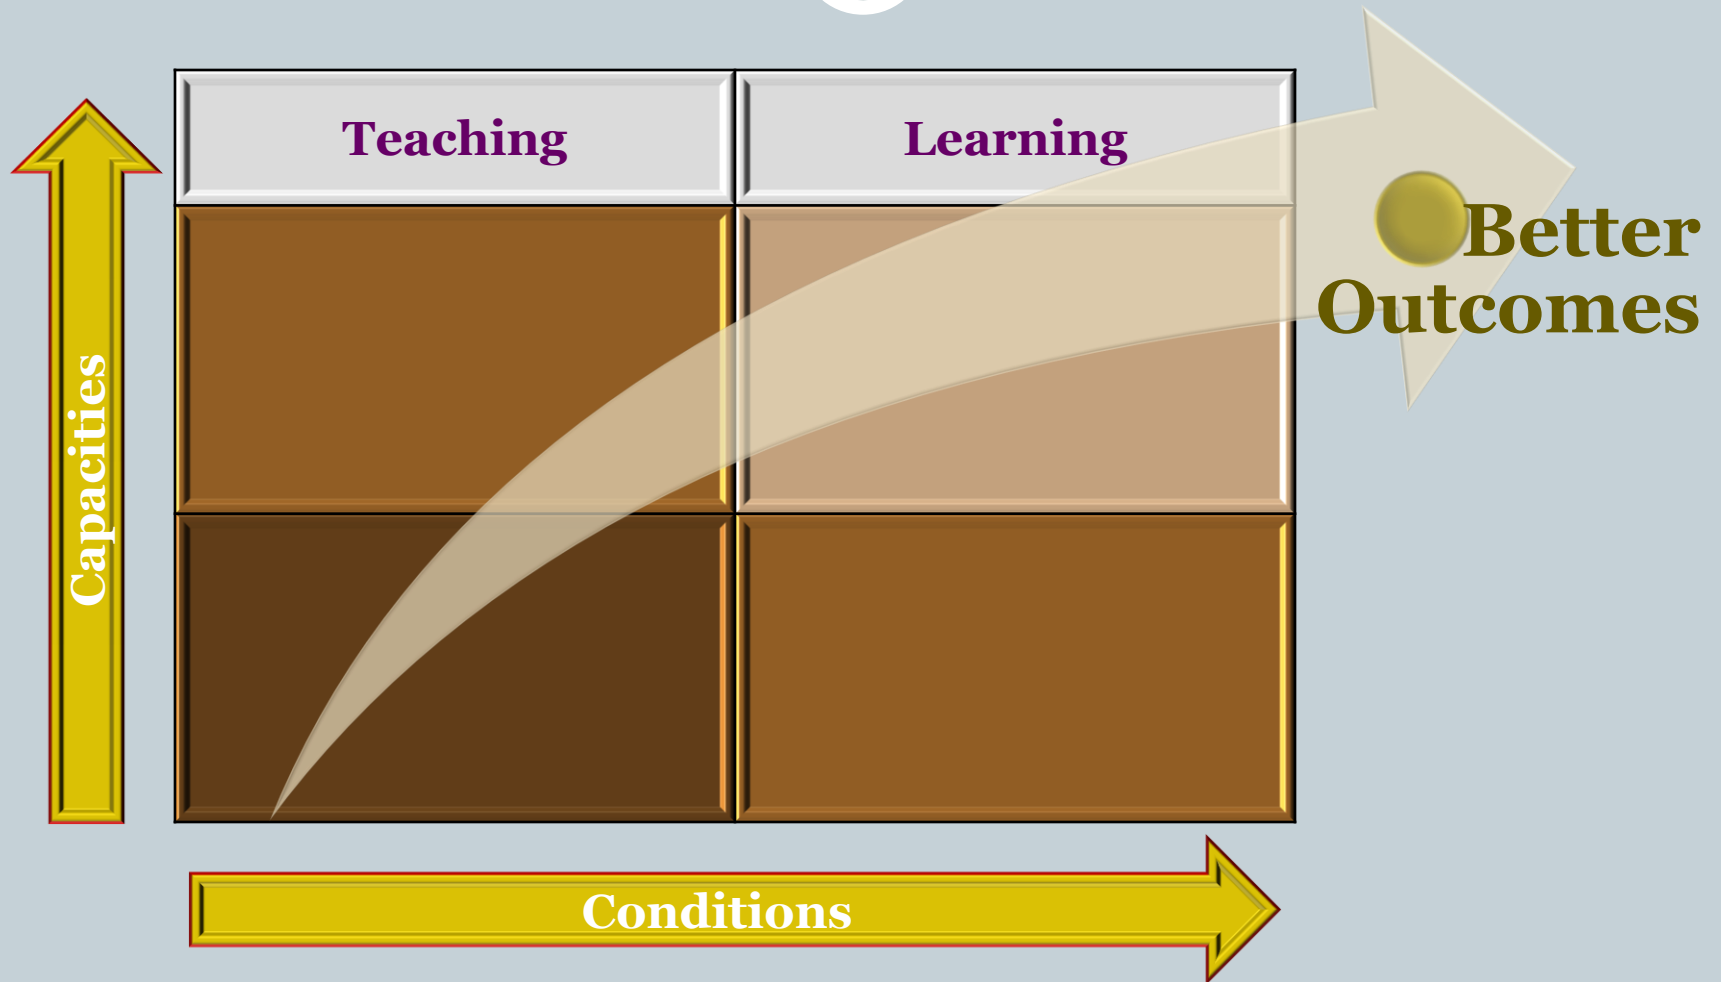 Teaching
Learning
Better
Outcomes
Capacities
Conditions